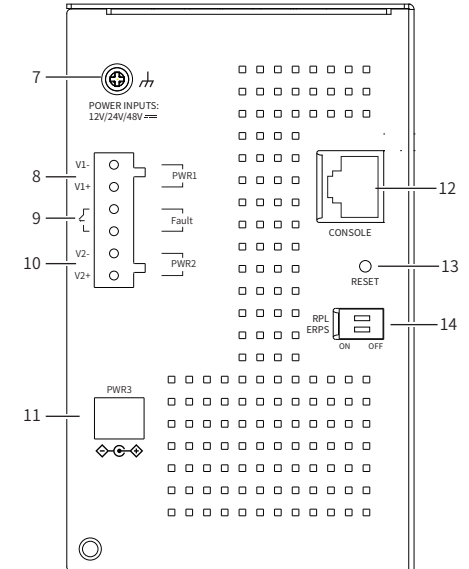 7
POWER INPUTS:
12V/24V/48V
V1-
8
PWR1
V1+
12
9
Fault
CONSOLE
V2-
10
PWR2
V2+
13
RESET
RPL
14
ERPS
ON OFF
PWR3
11